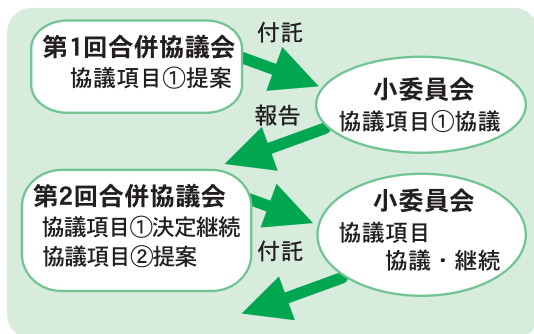 第1回合併協議会
協議項目①提案
付託
小委員会
協議項目①協議
報告
第2回合併協議会
協議項目①決定継続
協議項目②提案
付託
小委員会
協議項目
協議・継続